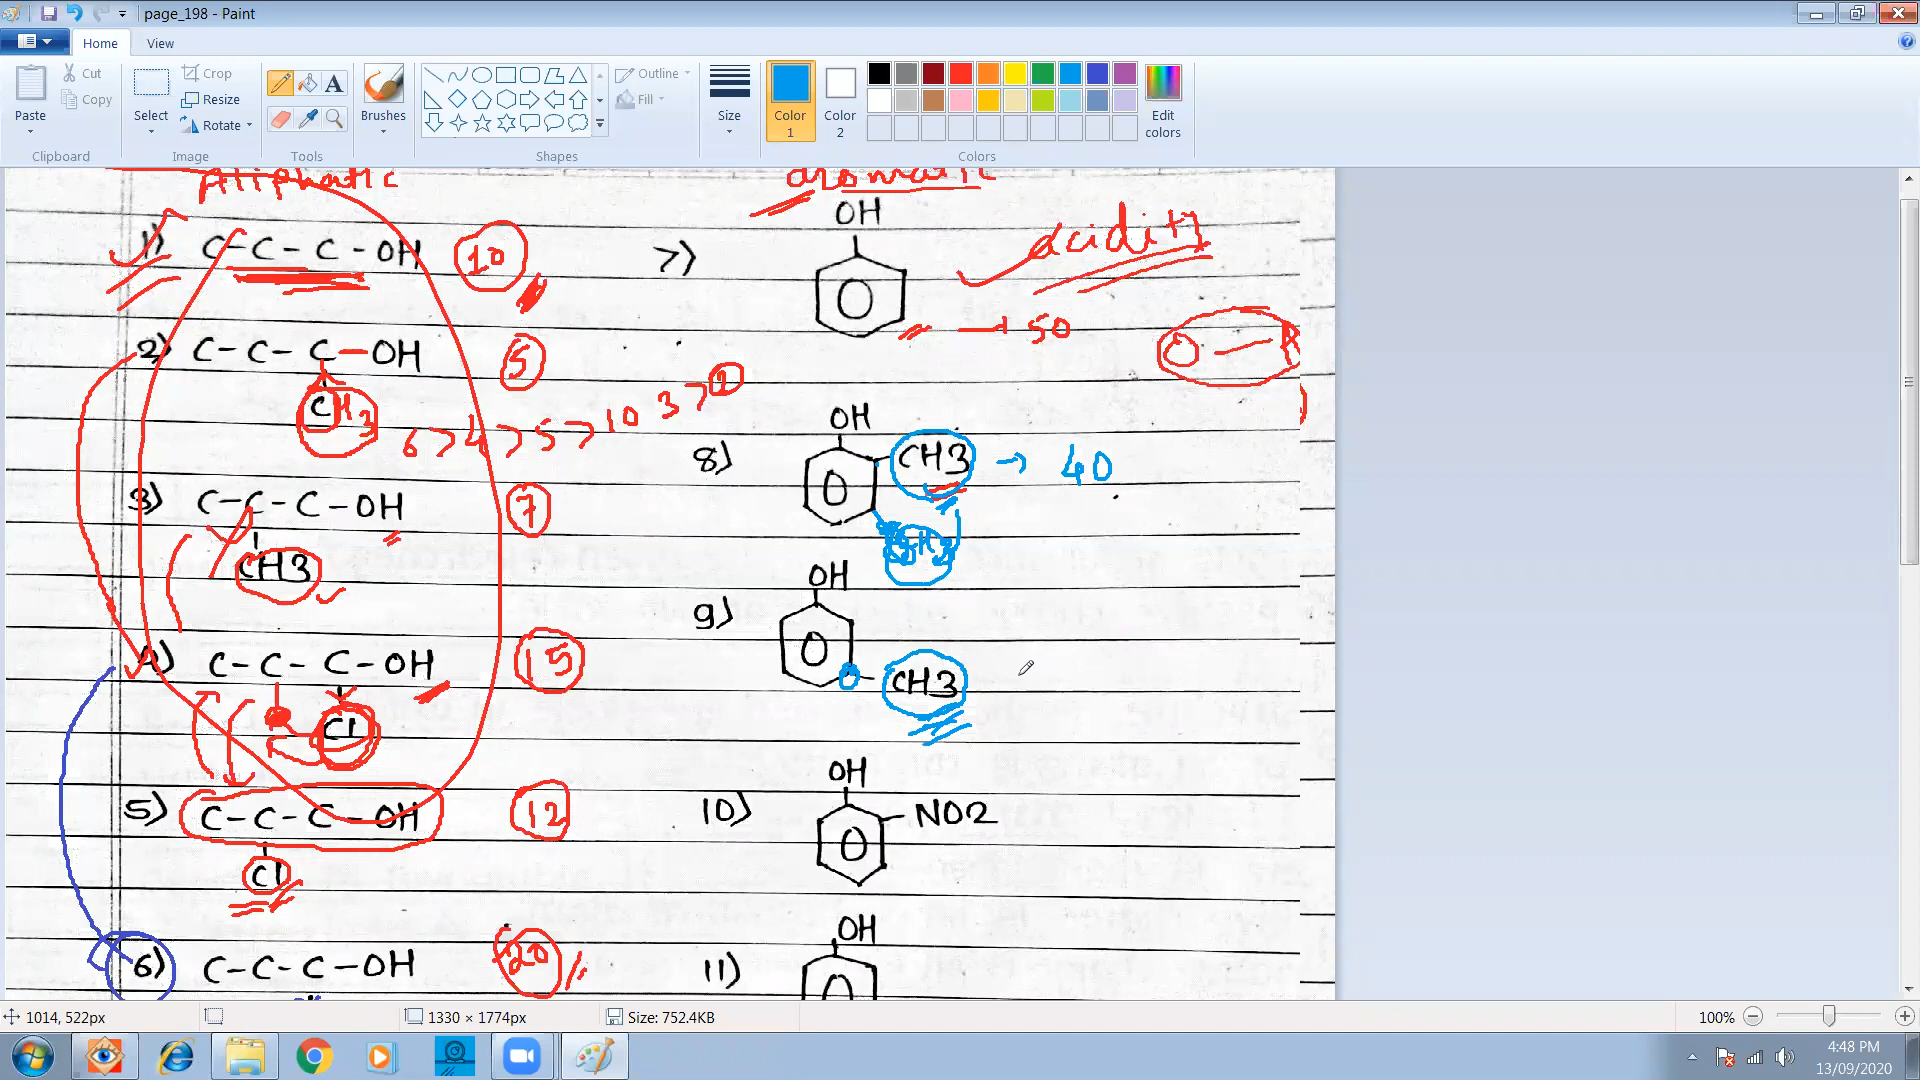 page_198 - Paint
Home
View
Paste
Cut
Copy
Clipboard
Select
Crop
Resize
Rotate
Image
Tools
Brushes
Shapes
Outline
Fill
Size
Color 1
Color 2
Edit colors
Colors
Aliphatic
aromatic
1) C-C-C-OH 10
2) C-C-C-OH 5
CH3
6>4>5>10
3>2
3) C-C-C-OH 7
CH3
4) C-C-C-OH 15
Cl
5) C-C-C-OH 12
Cl
6) C-C-C-OH 20
7) OH
acidity
→ 50
8) OH
CH3 → 40
9) OH
CH3
10) OH
NO2
11) OH
1014, 522px
1330 × 1774px
Size: 752.4KB
100%
4:48 PM
13/09/2020